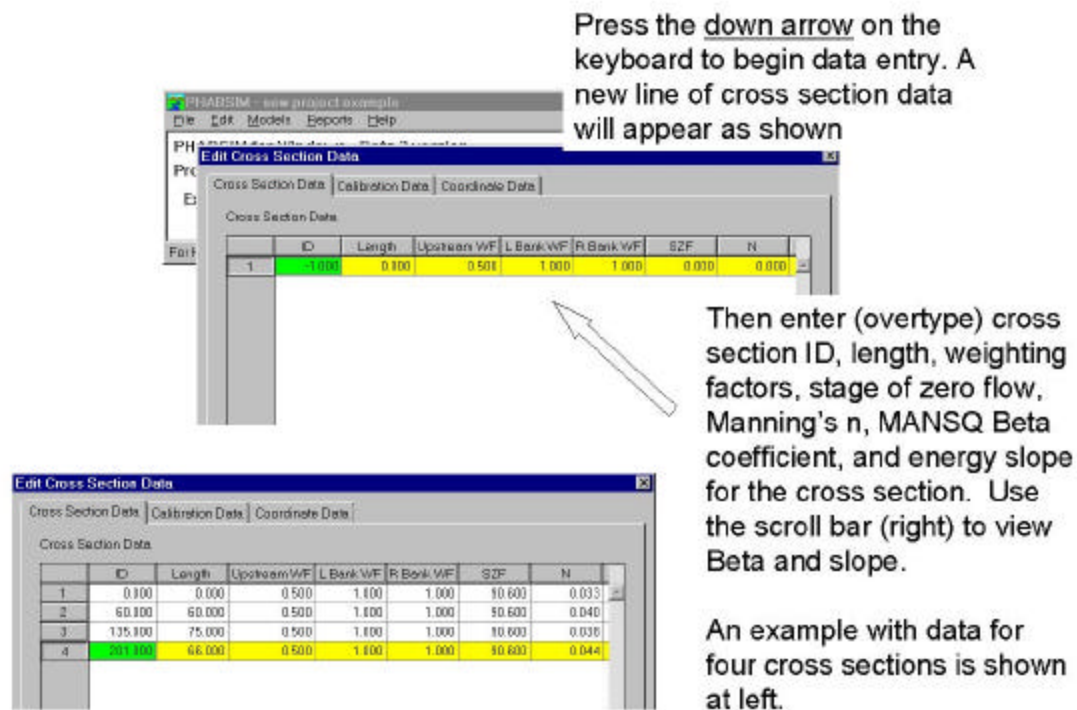 Press the down arrow on the
keyboard to begin data entry. A
new line of cross section data
will appear as shown
PHABSIM - new project example
File Edit Models Reports Help
Edit Cross Section Data
Cross Section Data Calibration Data Coordinate Data
Cross Section Data
ID Length Upstream WF L Bank WF R Bank WF SZF N
1 -1.000 0.000 0.500 1.000 1.000 0.000 0.000
Then enter (overtype) cross
section ID, length, weighting
factors, stage of zero flow,
Manning's n, MANSQ Beta
coefficient, and energy slope
for the cross section. Use
the scroll bar (right) to view
Beta and slope.
Edit Cross Section Data
Cross Section Data Calibration Data Coordinate Data
Cross Section Data
ID Length Upstream WF L Bank WF R Bank WF SZF N
1 0.000 0.000 0.500 1.000 1.000 90.600 0.033
2 60.000 60.000 0.500 1.000 1.000 90.600 0.040
3 135.000 75.000 0.500 1.000 1.000 90.600
4 201.000 66.000 0.500 1.000 1.000 90.600 0.044
An example with data for
four cross sections is shown
at left.